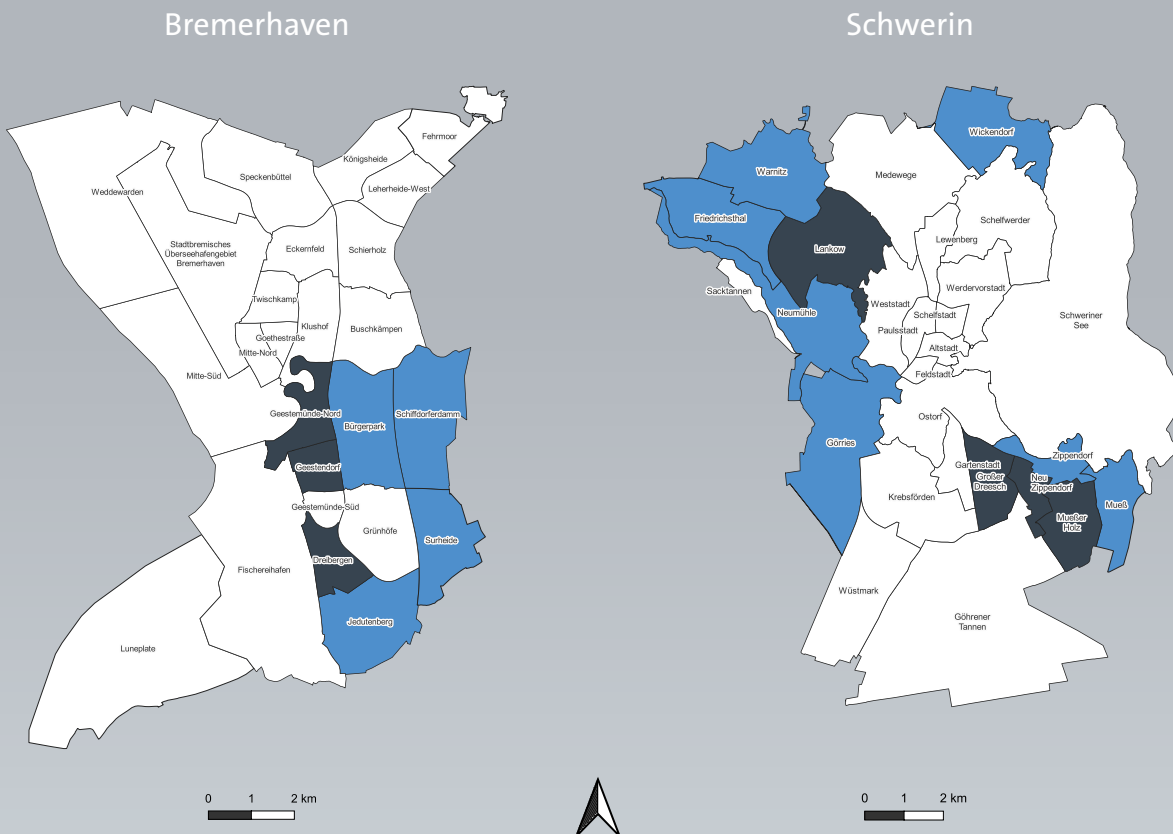 Bremerhaven
Fehrmoor
Königsheide
Leherheide-West
Speckenbüttel
Weddewarden
Stadtbremisches
Überseehafengebiet
Bremerhaven
Eckernfeld
Schierholz
Twischkamp
Klushof
Buschkämpen
Goethestraße
Mitte-Nord
Mitte-Süd
Geestemünde-Nord
Bürgerpark
Schiffdorferdamm
Geestendorf
Geestemünde-Süd
Grünhöfe
Surheide
Dreibergen
Fischereihafen
Jedutenberg
Luneplate
0 1 2 km
Schwerin
Wickendorf
Warnitz
Medewege
Friedrichsthal
Schelfwerder
Lewenberg
Lankow
Sacktannen
Werdervorstadt
Weststadt
Neumühle
Schelfstadt
Schweriner
See
Paulsstadt
Altstadt
Feldstadt
Ostorf
Görries
Zippendorf
Gartenstadt
Großer
Dreesch
Neu
Zippendorf
Krebsförden
Mueß
Mueßer
Holz
Wüstmark
Göhrener
Tannen
0 1 2 km